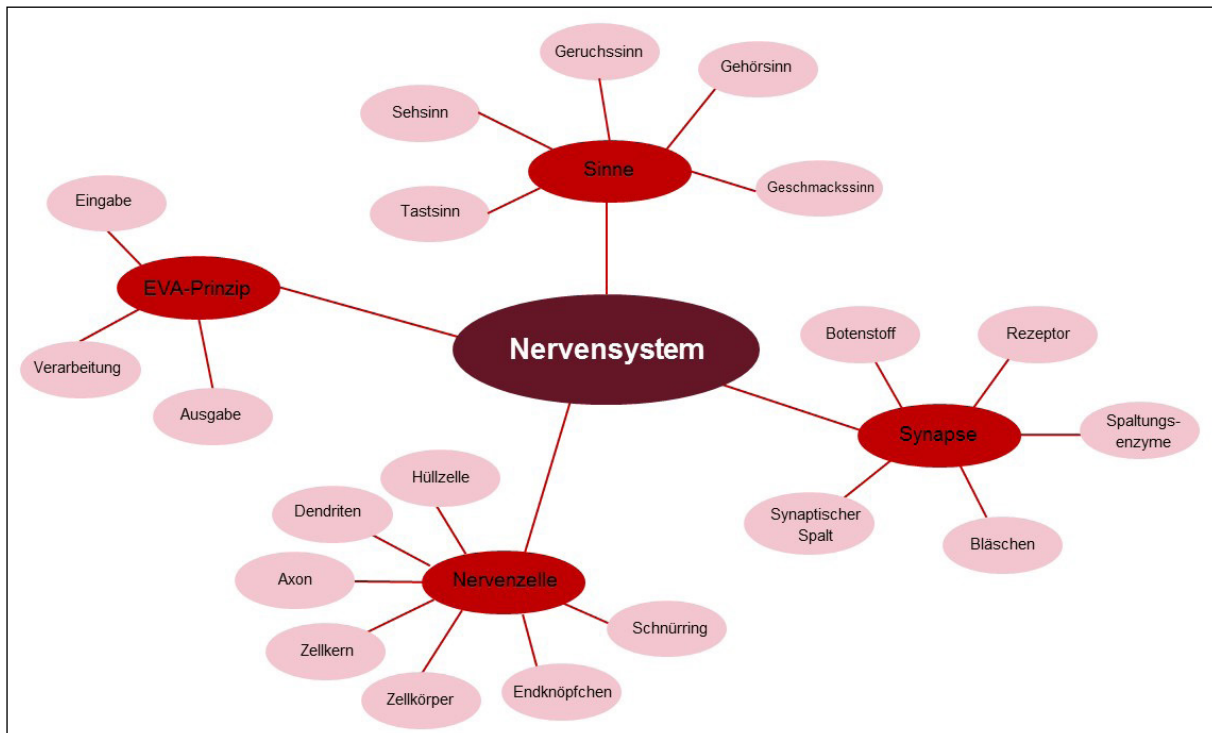 Geruchssinn
Gehörsinn
Sehsinn
Sinne
Geschmackssinn
Tastsinn
Eingabe
EVA-Prinzip
Verarbeitung
Ausgabe
Nervensystem
Botenstoff
Rezeptor
Synapse
Spaltungs-
enzyme
Synaptischer
Spalt
Bläschen
Hüllzelle
Dendriten
Axon
Nervenzelle
Schnürring
Zellkern
Zellkörper
Endknöpfchen